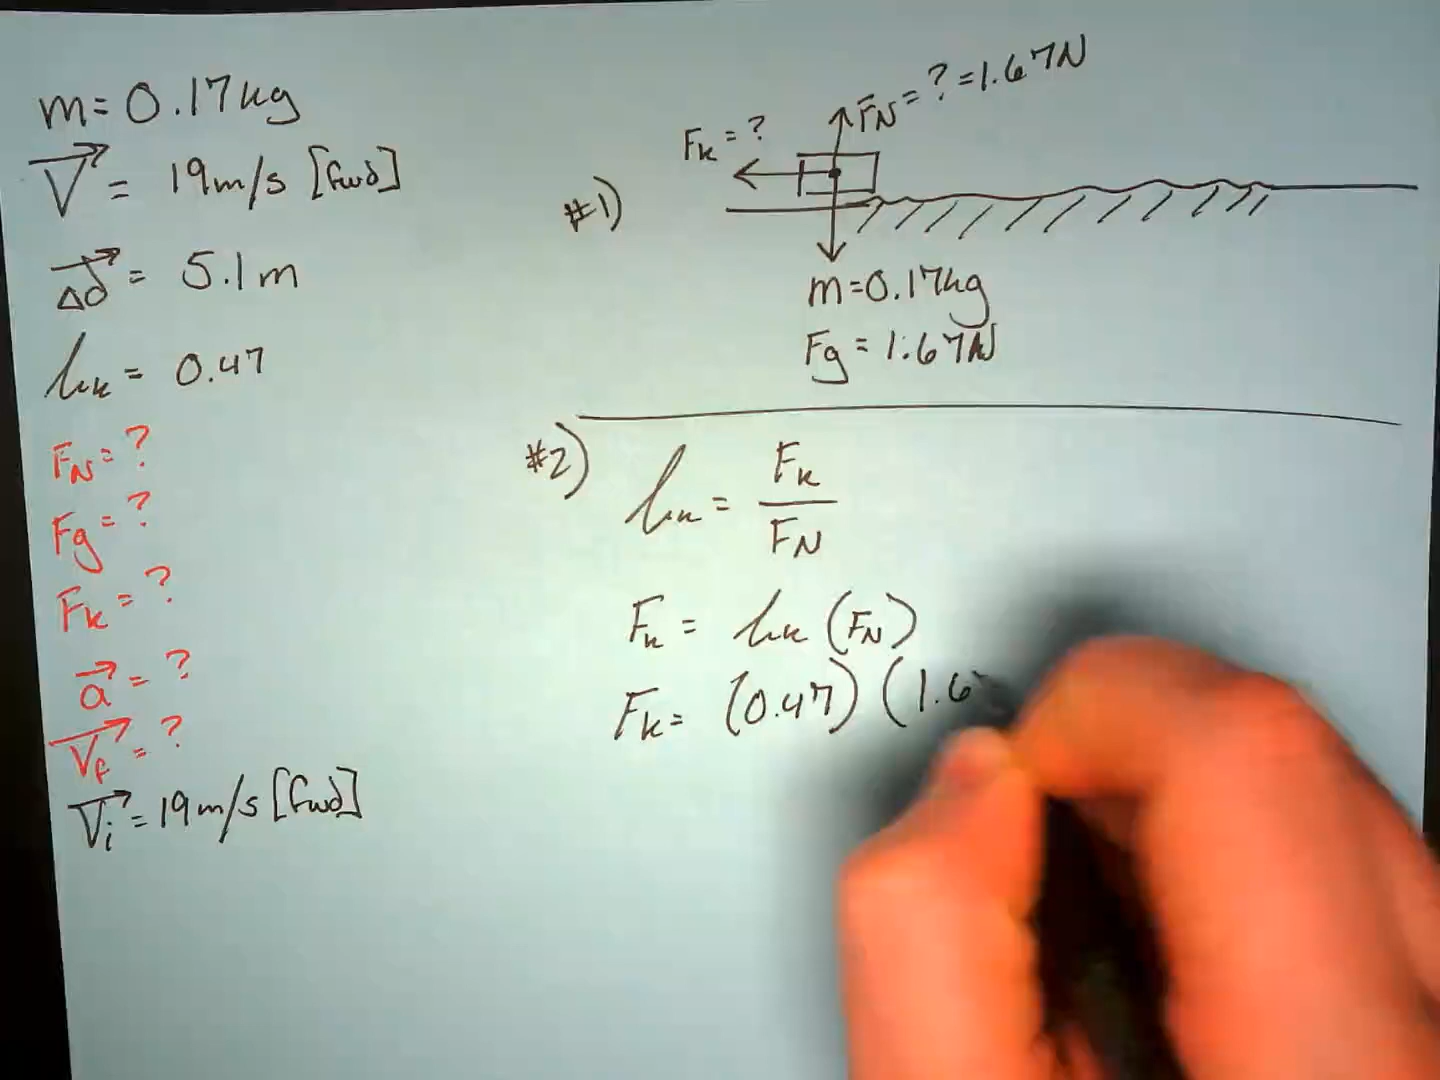 m=0.17kg
V = 19m/s [fwd]
Δd = 5.1m
μk = 0.47
FN = ?
Fg = ?
Fk = ?
a = ?
Vf = ?
Vi = 19m/s [fwd]
#1)
Fk = ?
FN = ? = 1.67N
m=0.17kg
Fg = 1.67N
#2)
μk = Fk / FN
Fk = μk (FN)
Fk = (0.47) (1.67